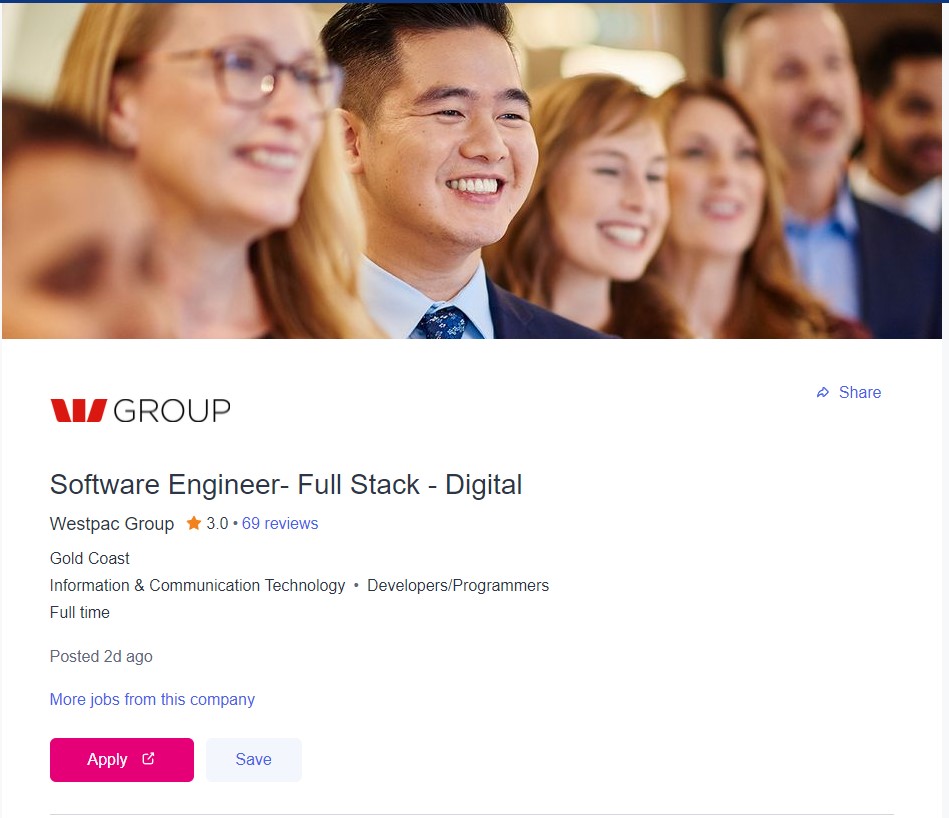 GROUP
Share
Software Engineer- Full Stack - Digital
Westpac Group 3.0 • 69 reviews
Gold Coast
Information & Communication Technology • Developers/Programmers
Full time
Posted 2d ago
More jobs from this company
Apply Save